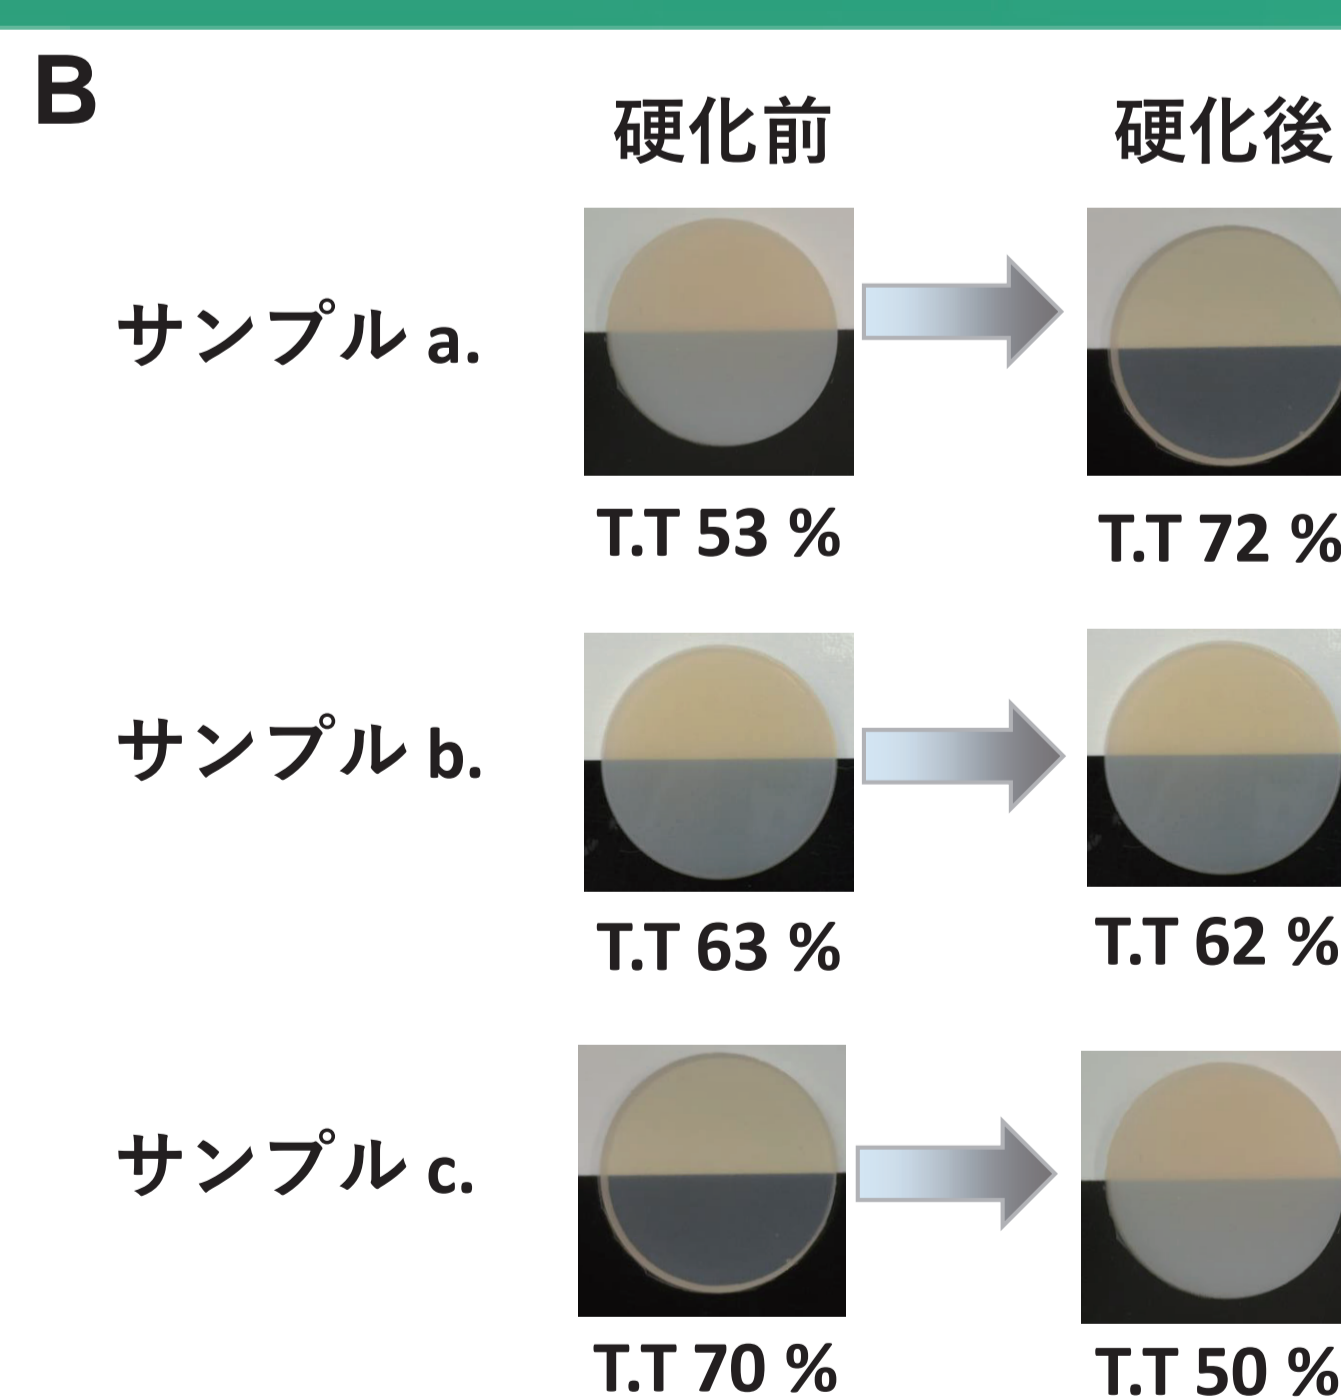 B
硬化前 硬化後
サンプル a.
T.T 53 % T.T 72 %
サンプル b.
T.T 63 % T.T 62 %
サンプル c.
T.T 70 % T.T 50 %